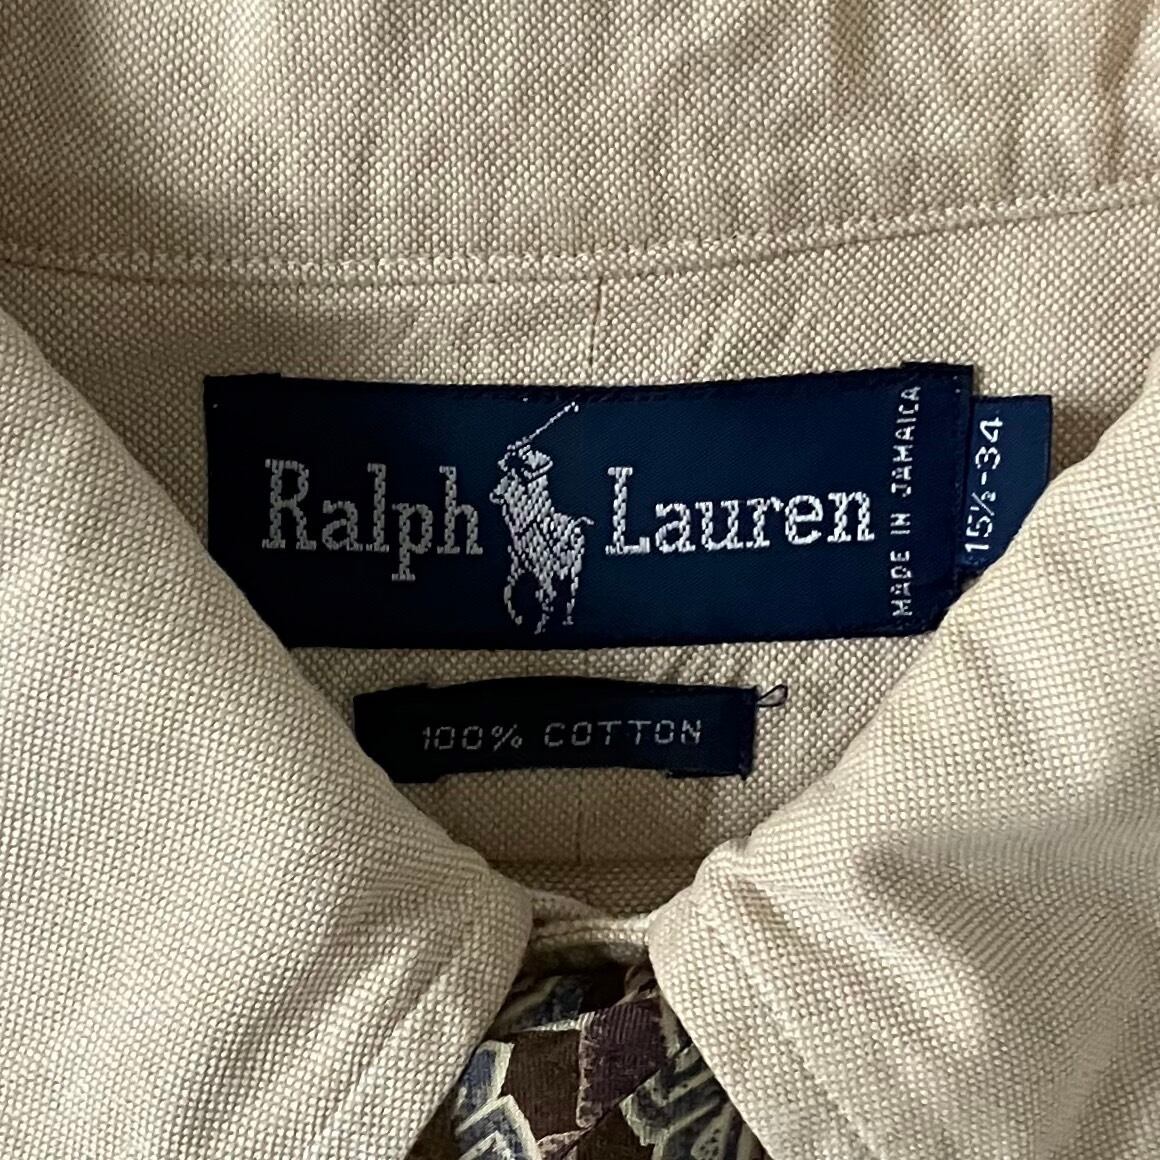 Ralph Lauren
MADE IN JAMAICA
15½-34
100% COTTON